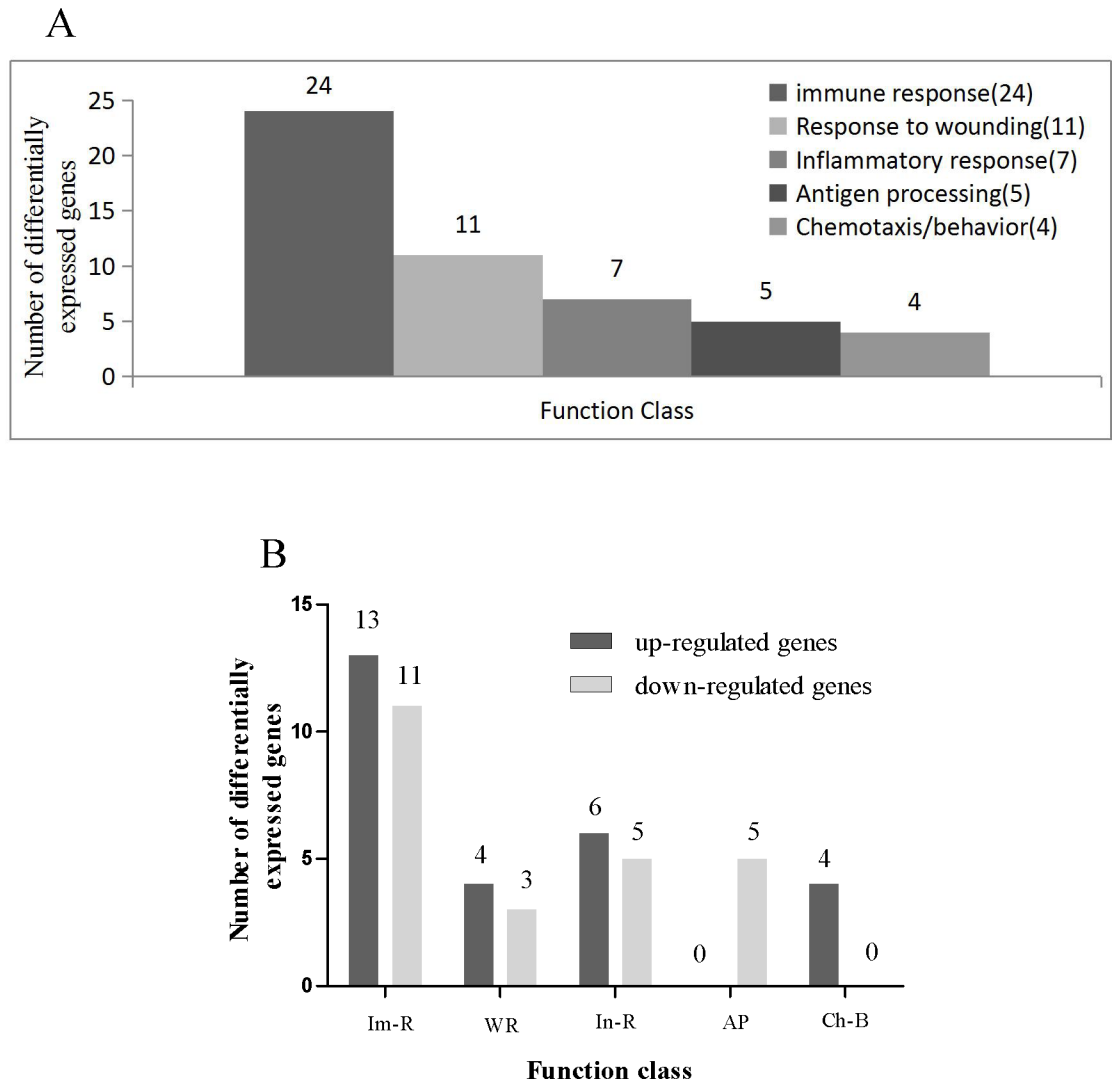 A
Number of differentially
expressed genes
25
20
15
10
5
0
24
11
7
5
4
immune response(24)
Response to wounding(11)
Inflammatory response(7)
Antigen processing(5)
Chemotaxis/behavior(4)
Function Class
B
Number of differentially
expressed genes
15
10
5
0
13
11
4
3
6
5
0
5
4
0
up-regulated genes
down-regulated genes
Im-R
WR
In-R
AP
Ch-B
Function class